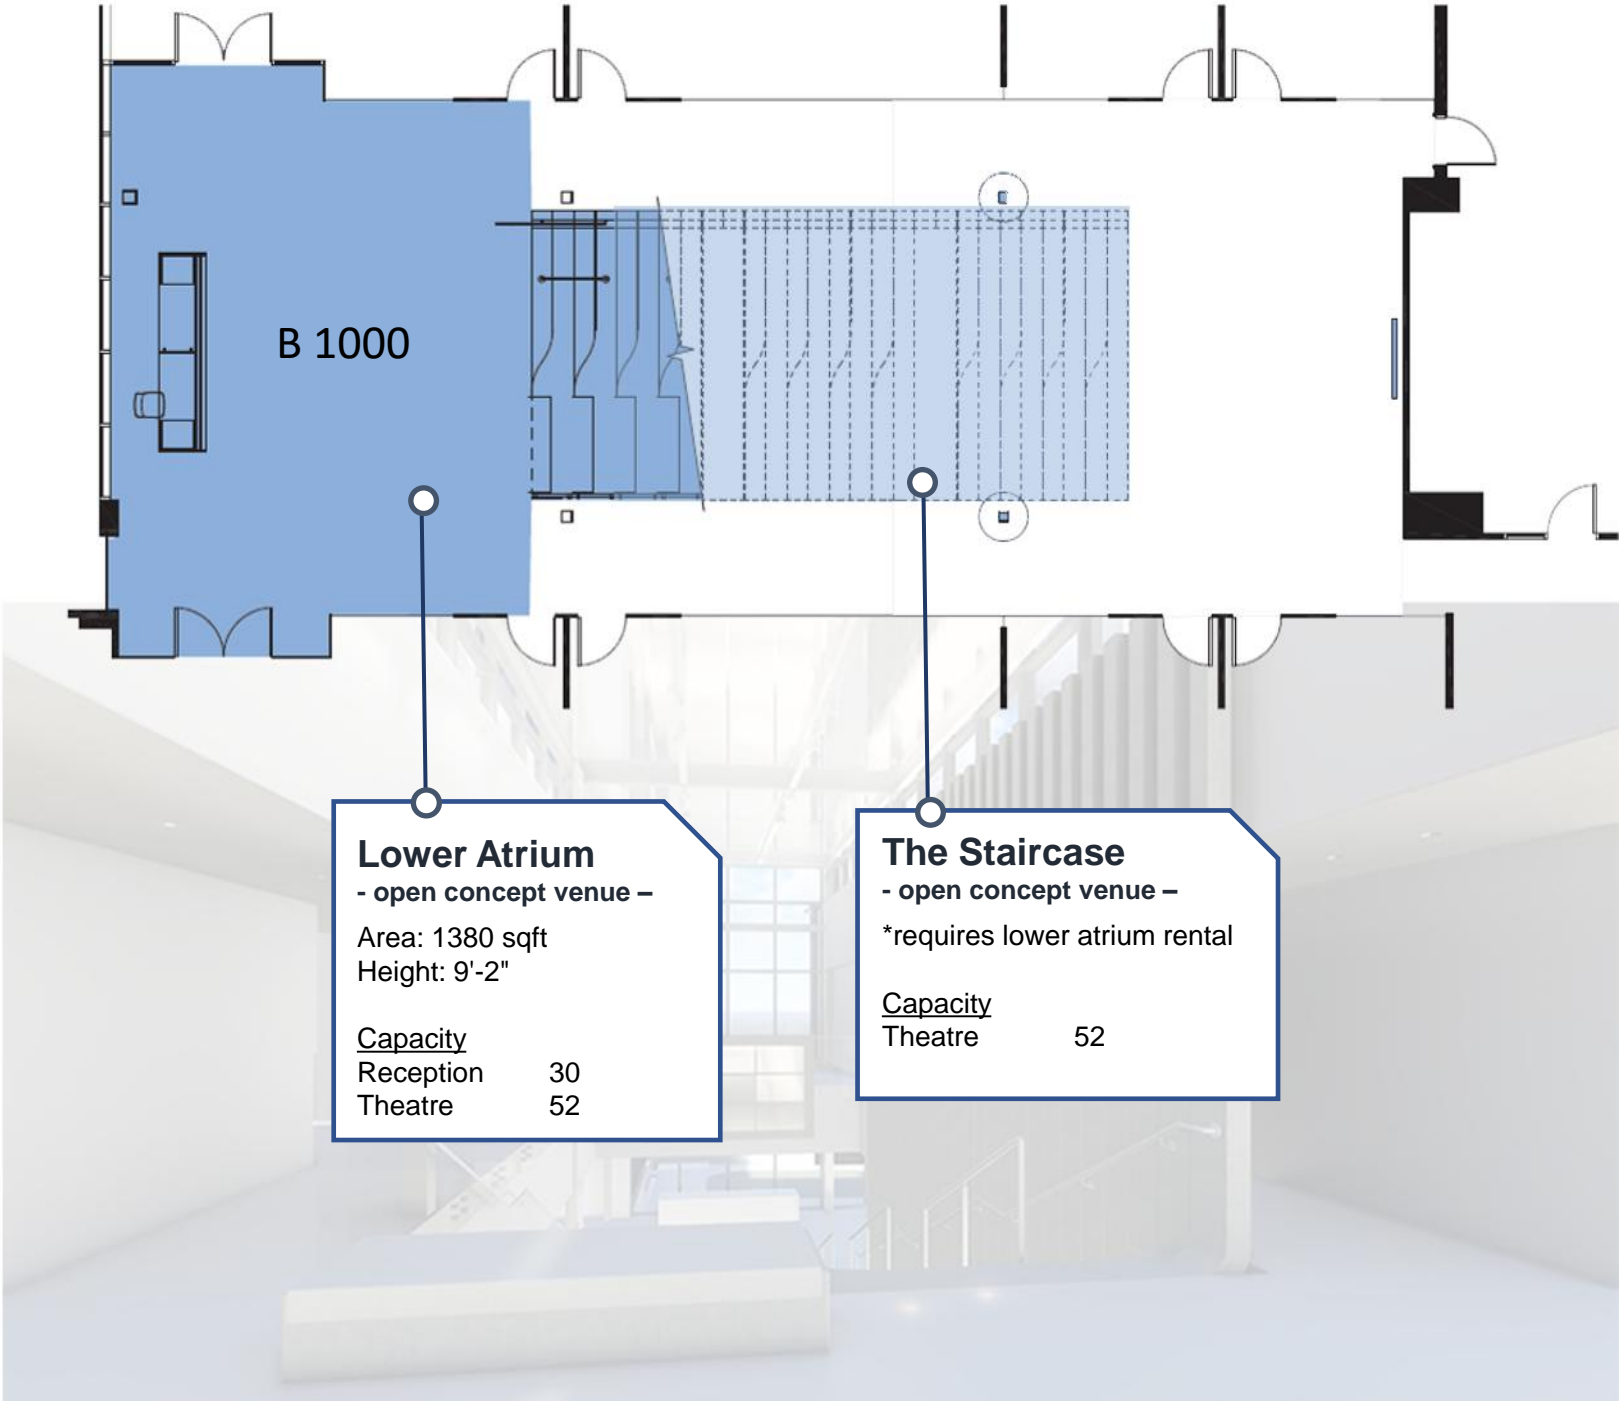 B 1000
Lower Atrium
- open concept venue –
Area: 1380 sqft
Height: 9'-2"
Capacity
Reception 30
Theatre 52
The Staircase
- open concept venue –
*requires lower atrium rental
Capacity
Theatre 52